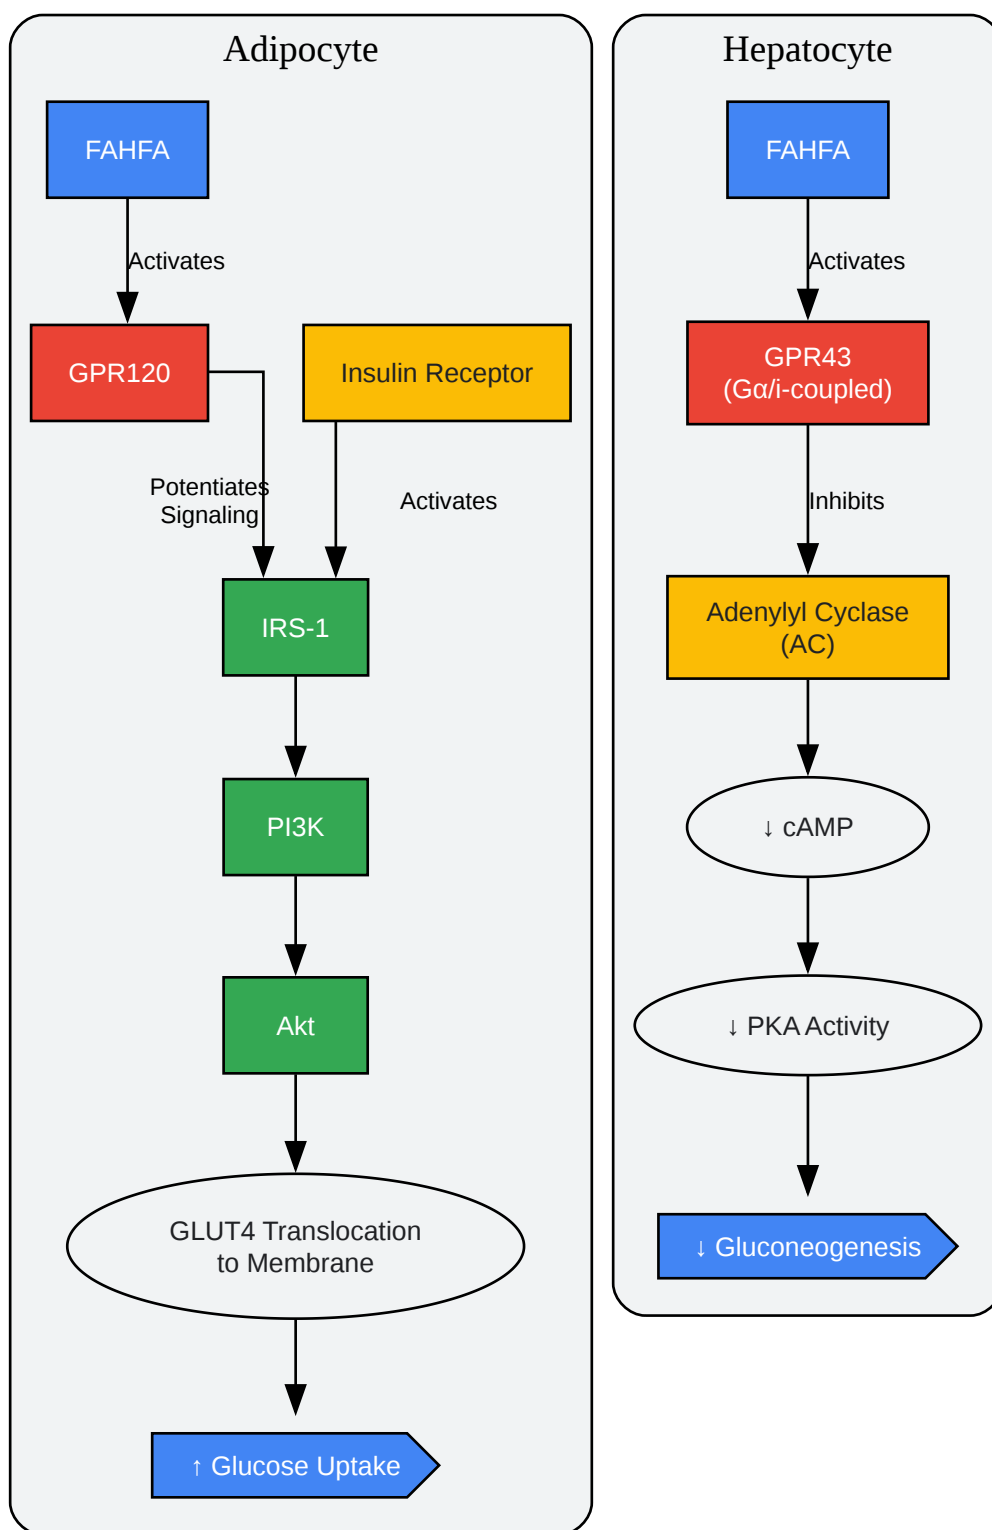 Adipocyte
FAHFA
Activates
GPR120
Insulin Receptor
Potentiates
Signaling
Activates
IRS-1
PI3K
Akt
GLUT4 Translocation
to Membrane
↑ Glucose Uptake
Hepatocyte
FAHFA
Activates
GPR43
(Gα/i-coupled)
Inhibits
Adenylyl Cyclase
(AC)
↓ cAMP
↓ PKA Activity
↓ Gluconeogenesis